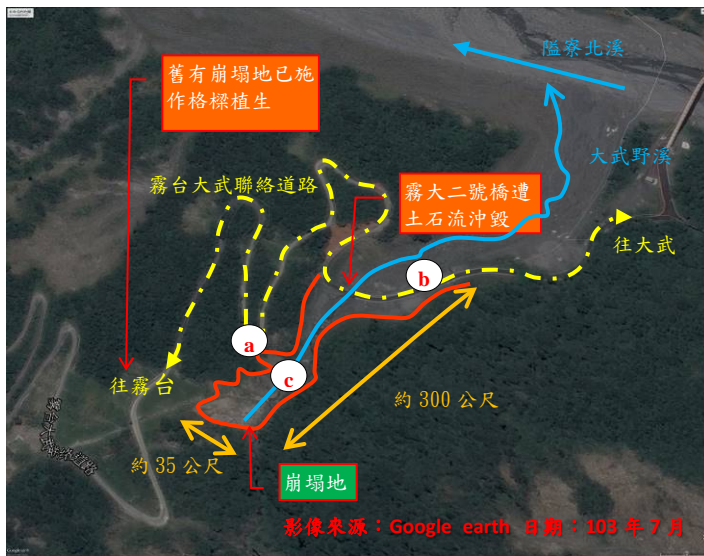 隘寮北溪
舊有崩塌地已施
作格樑植生
大武野溪
霧台大武聯絡道路
霧大二號橋遭
土石流沖毀
往大武
b
a
c
往霧台
約 300 公尺
約 35 公尺
崩塌地
影像來源：Google earth 日期：103 年 7 月